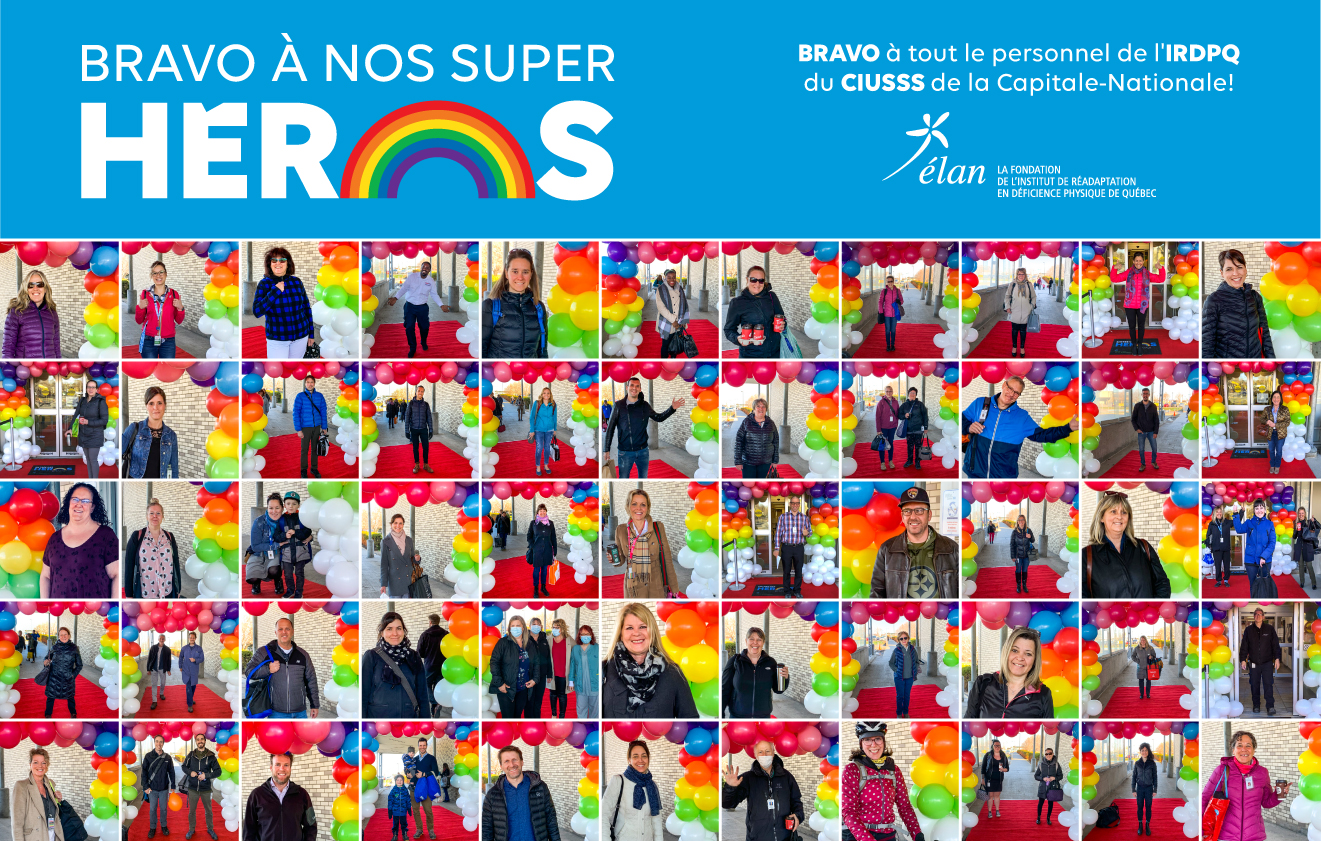 BRAVO À NOS SUPER
HÉROS
BRAVO à tout le personnel de l'IRDPQ
du CIUSSS de la Capitale-Nationale!
élan
LA FONDATION
DE L'INSTITUT DE RÉADAPTATION
EN DÉFICIENCE PHYSIQUE DE QUÉBEC